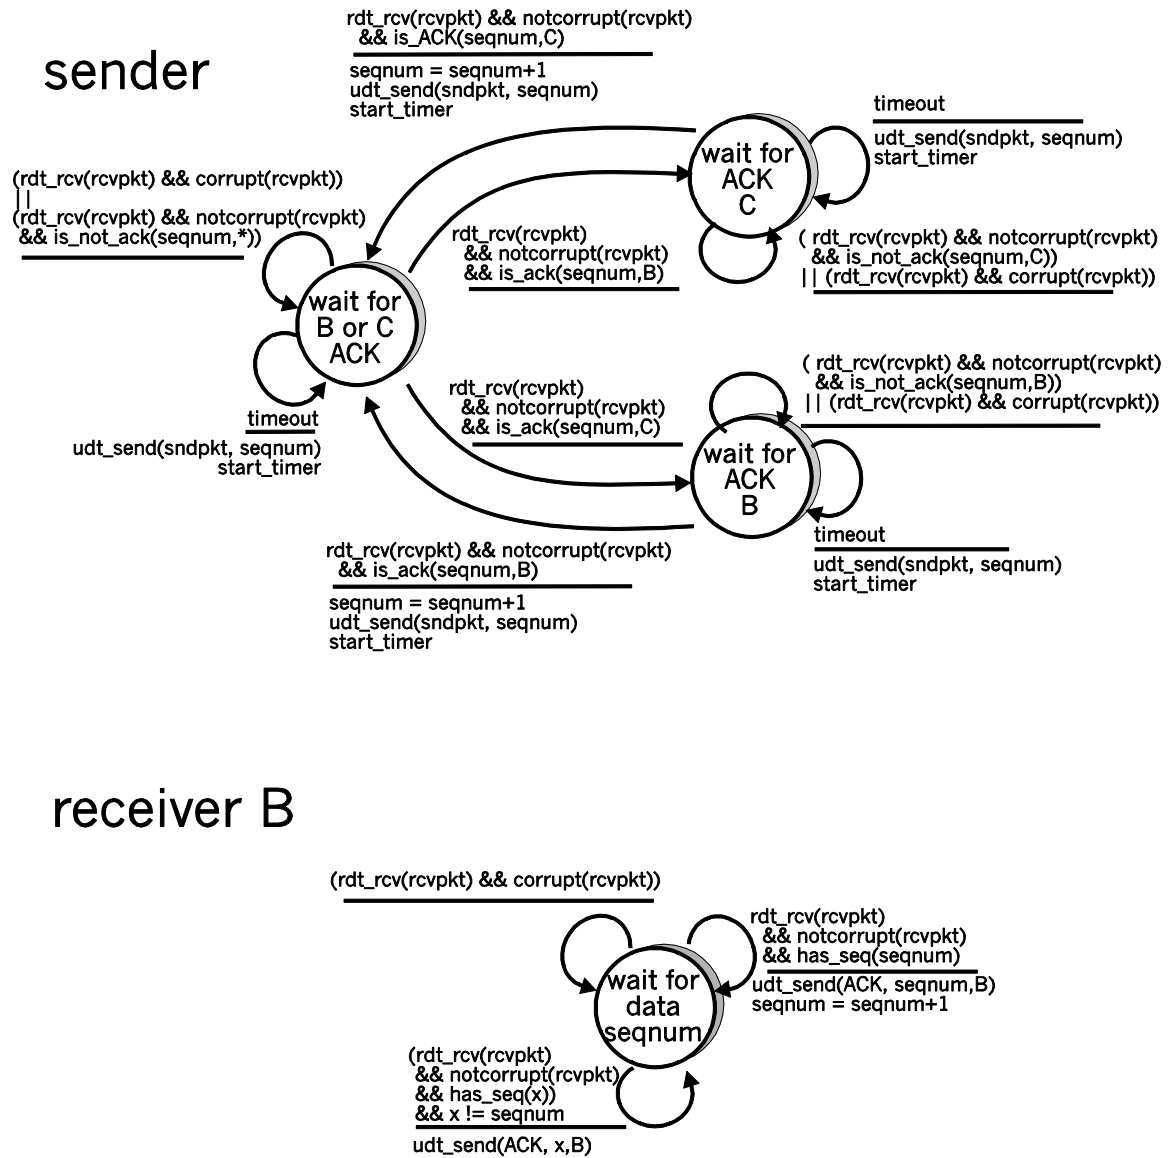 sender
rdt_rcv(rcvpkt) && notcorrupt(rcvpkt)
&& is_ACK(seqnum,C)
seqnum = seqnum+1
udt_send(sndpkt, seqnum)
start_timer
timeout
udt_send(sndpkt, seqnum)
start_timer
wait for
ACK
C
(rdt_rcv(rcvpkt) && corrupt(rcvpkt))
||
(rdt_rcv(rcvpkt) && notcorrupt(rcvpkt)
&& is_not_ack(seqnum,*))
rdt_rcv(rcvpkt)
&& notcorrupt(rcvpkt)
&& is_ack(seqnum,B)
( rdt_rcv(rcvpkt) && notcorrupt(rcvpkt)
&& is_not_ack(seqnum,C))
|| (rdt_rcv(rcvpkt) && corrupt(rcvpkt))
wait for
B or C
ACK
timeout
udt_send(sndpkt, seqnum)
start_timer
rdt_rcv(rcvpkt)
&& notcorrupt(rcvpkt)
&& is_ack(seqnum,C)
( rdt_rcv(rcvpkt) && notcorrupt(rcvpkt)
&& is_not_ack(seqnum,B))
|| (rdt_rcv(rcvpkt) && corrupt(rcvpkt))
wait for
ACK
B
timeout
udt_send(sndpkt, seqnum)
start_timer
rdt_rcv(rcvpkt) && notcorrupt(rcvpkt)
&& is_ack(seqnum,B)
seqnum = seqnum+1
udt_send(sndpkt, seqnum)
start_timer
receiver B
(rdt_rcv(rcvpkt) && corrupt(rcvpkt))
rdt_rcv(rcvpkt)
&& notcorrupt(rcvpkt)
&& has_seq(seqnum)
udt_send(ACK, seqnum,B)
seqnum = seqnum+1
wait for
data
seqnum
(rdt_rcv(rcvpkt)
&& notcorrupt(rcvpkt)
&& has_seq(x))
&& x != seqnum
udt_send(ACK, x,B)